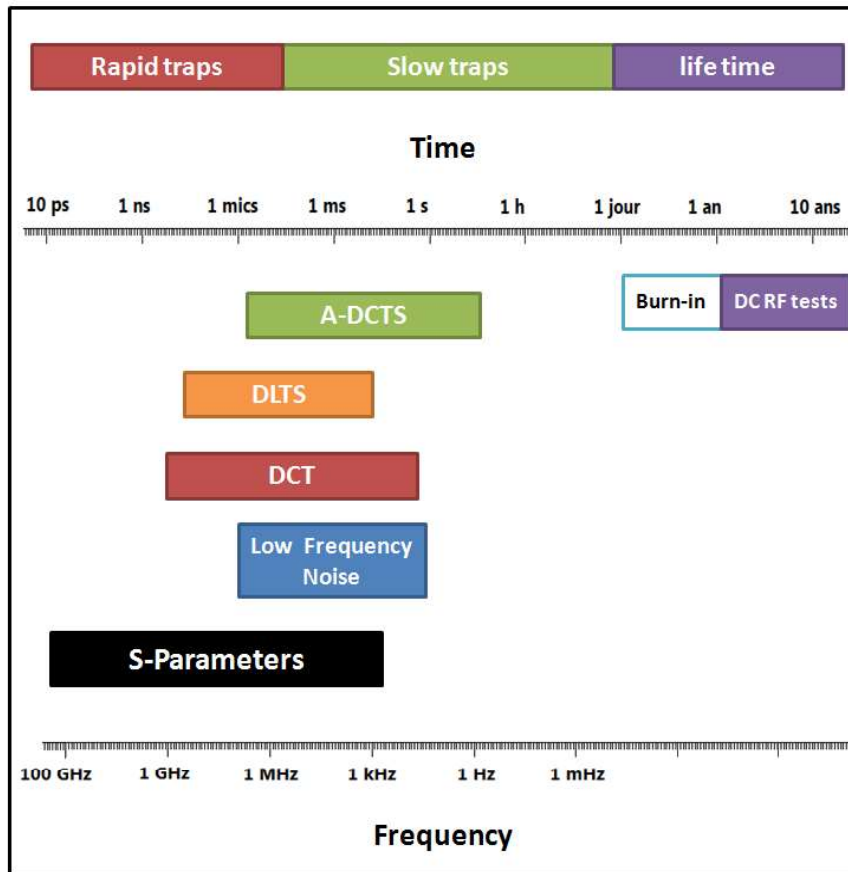 Rapid traps Slow traps life time
Time
10 ps 1 ns 1 mics 1 ms 1 s 1 h 1 jour 1 an 10 ans
A-DCTS Burn-in DC RF tests
DLTS
DCT
Low Frequency
Noise
S-Parameters
100 GHz 1 GHz 1 MHz 1 kHz 1 Hz 1 mHz
Frequency